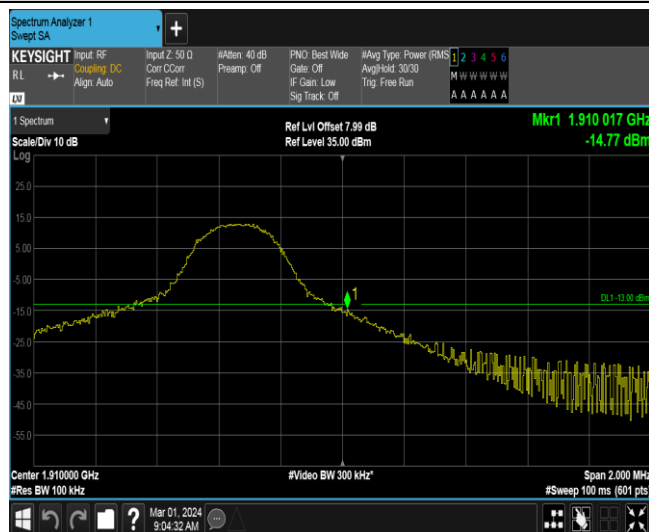 Spectrum Analyzer 1
Swept SA
+
KEYSIGHT
RL
LXI
Input: RF
Coupling: DC
Align: Auto
Input Z: 50 Ω
Corr CCorr
Freq Ref: Int (S)
#Atten: 40 dB
Preamp: Off
PNO: Best Wide
Gate: Off
IF Gain: Low
Sig Track: Off
#Avg Type: Power (RMS
Avg|Hold: 30/30
Trig: Free Run
1 2 3 4 5 6
M W W W W W
A A A A A A
1 Spectrum
Scale/Div 10 dB
Ref Lvl Offset 7.99 dB
Ref Level 35.00 dBm
Mkr1 1.910 017 GHz
-14.77 dBm
Log
25.0
15.0
5.00
-5.00
-15.0
-25.0
-35.0
-45.0
-55.0
1
DL1 -13.00 dBm
Center 1.910000 GHz
#Res BW 100 kHz
#Video BW 300 kHz*
Span 2.000 MHz
#Sweep 100 ms (601 pts)
?
Mar 01, 2024
9:04:32 AM